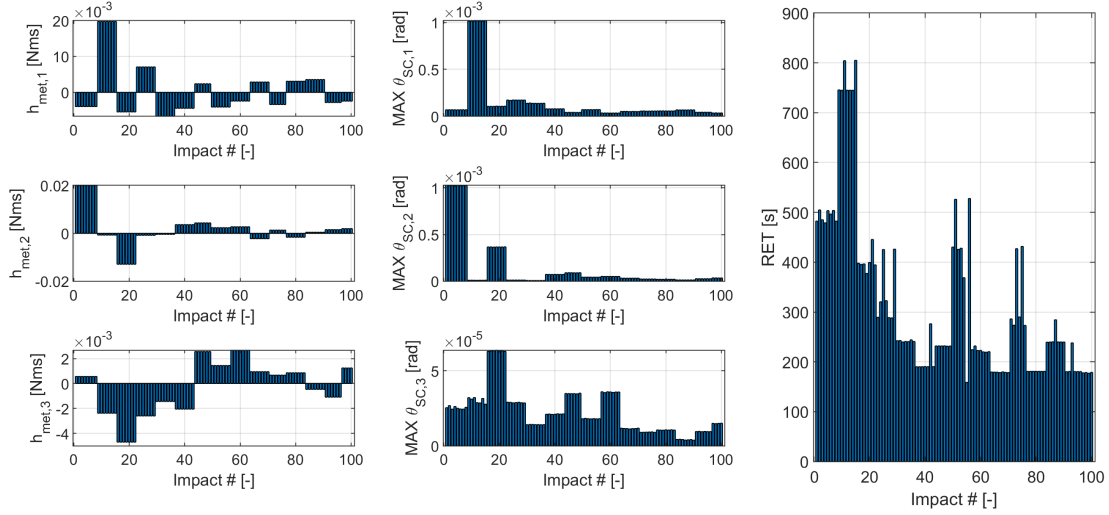 ×10⁻³
20
10
0
h_met,1 [Nms]
0 20 40 60 80 100
Impact # [-]
×10⁻³
1
0.5
0
MAX θ_SC,1 [rad]
0 20 40 60 80 100
Impact # [-]
0.02
0
-0.02
h_met,2 [Nms]
0 20 40 60 80 100
Impact # [-]
×10⁻³
1
0.5
0
MAX θ_SC,2 [rad]
0 20 40 60 80 100
Impact # [-]
×10⁻³
2
0
-2
-4
h_met,3 [Nms]
0 20 40 60 80 100
Impact # [-]
×10⁻⁵
5
0
MAX θ_SC,3 [rad]
0 20 40 60 80 100
Impact # [-]
900
800
700
600
500
400
300
200
100
0
RET [s]
0 20 40 60 80 100
Impact # [-]